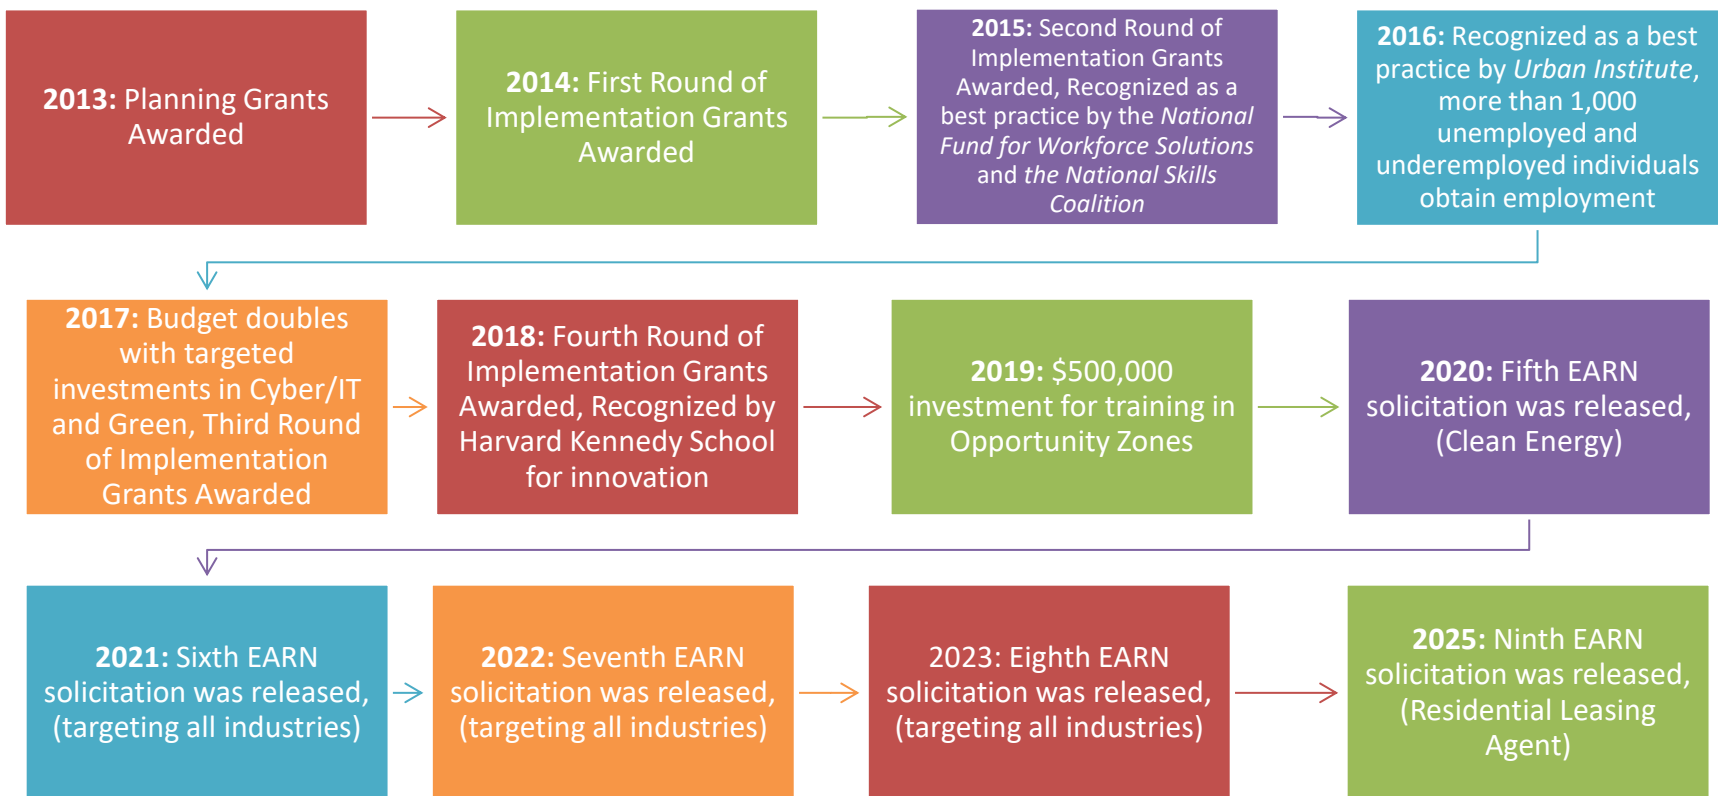 2013: Planning Grants
Awarded
2014: First Round of
Implementation Grants
Awarded
2015: Second Round of
Implementation Grants
Awarded, Recognized as a
best practice by the National
Fund for Workforce Solutions
and the National Skills
Coalition
2016: Recognized as a best
practice by Urban Institute,
more than 1,000
unemployed and
underemployed individuals
obtain employment
2017: Budget doubles
with targeted
investments in Cyber/IT
and Green, Third Round
of Implementation
Grants Awarded
2018: Fourth Round of
Implementation Grants
Awarded, Recognized by
Harvard Kennedy School
for innovation
2019: $500,000
investment for training in
Opportunity Zones
2020: Fifth EARN
solicitation was released,
(Clean Energy)
2021: Sixth EARN
solicitation was released,
(targeting all industries)
2022: Seventh EARN
solicitation was released,
(targeting all industries)
2023: Eighth EARN
solicitation was released,
(targeting all industries)
2025: Ninth EARN
solicitation was released,
(Residential Leasing
Agent)